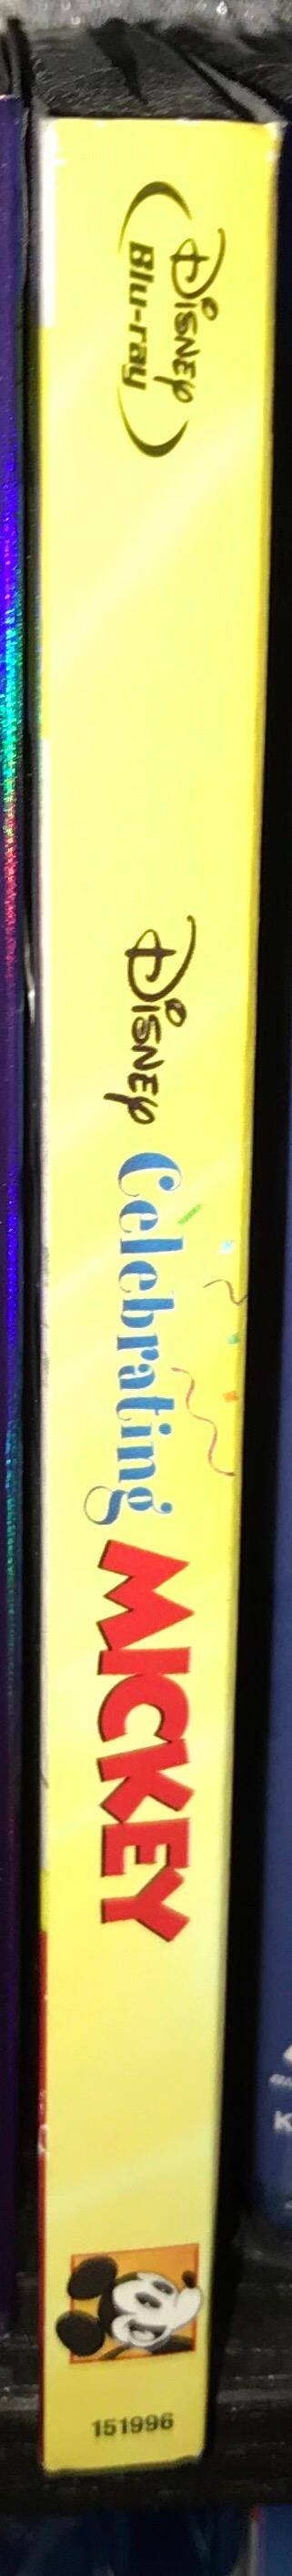 Disney
Blu-ray
Disney Celebrating MICKEY
151996
K